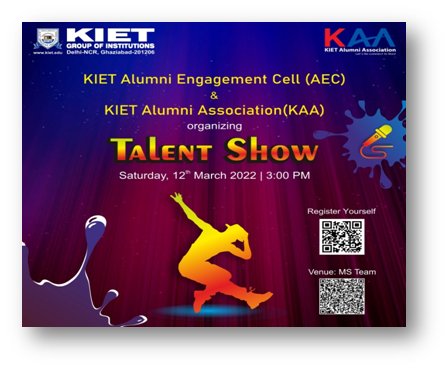 KIET
GROUP OF INSTITUTIONS
www.kiet.edu Delhi-NCR, Ghaziabad-201206
KAA
KIET Alumni Association
KIET Alumni Engagement Cell (AEC)
&
KIET Alumni Association(KAA)
organizing
TALENT SHOW
Saturday, 12th March 2022 | 3:00 PM
Register Yourself
Venue: MS Team